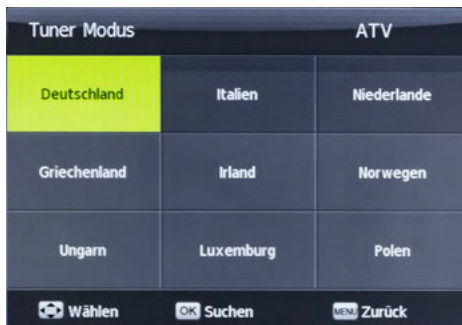 Tuner Modus ATV
Deutschland Italien Niederlande
Griechenland Irland Norwegen
Ungarn Luxemburg Polen
Wählen OK Suchen MENU Zurück